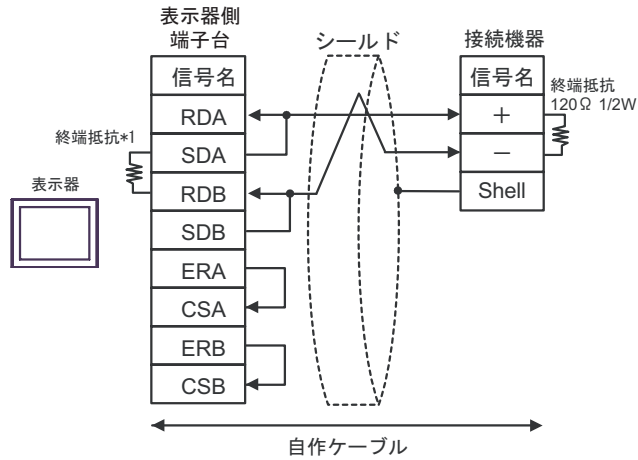 表示器側
端子台
シールド
接続機器
信号名
信号名
終端抵抗
120Ω 1/2W
RDA
+
終端抵抗*1
SDA
−
表示器
RDB
Shell
SDB
ERA
CSA
ERB
CSB
自作ケーブル